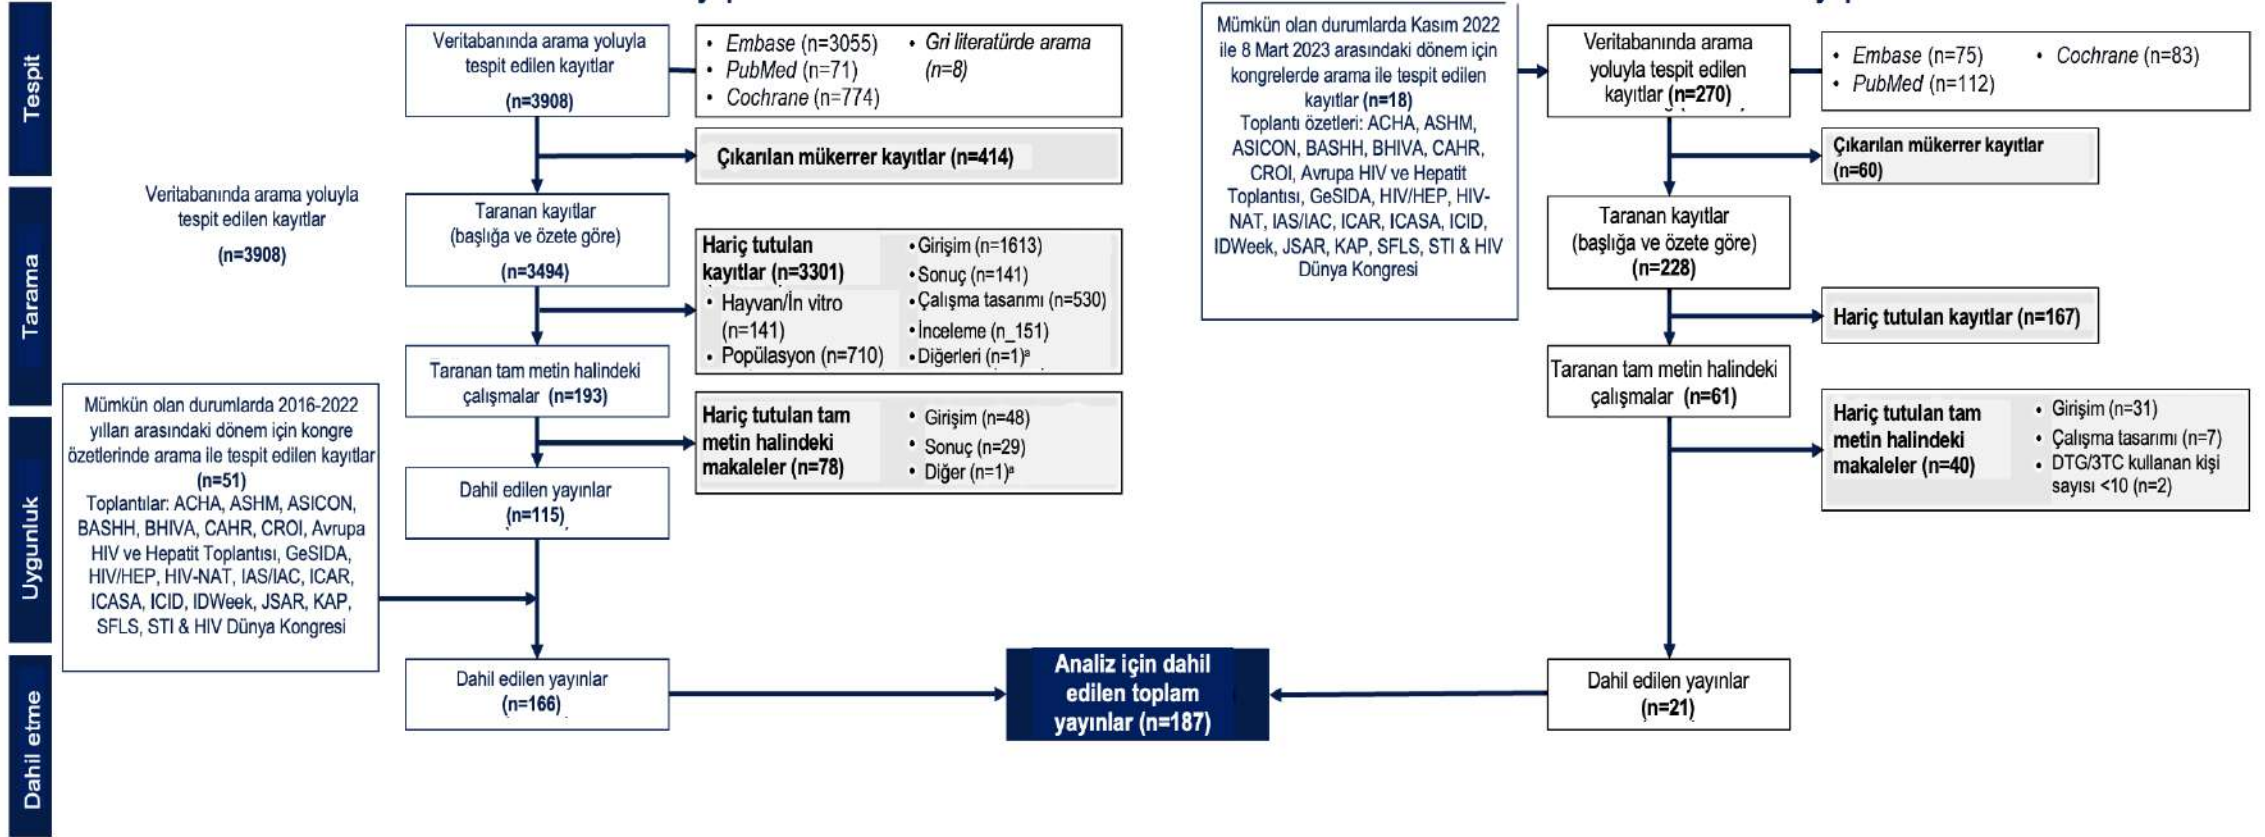 Tespit
Tarama
Uygunluk
Dahil etme
Veritabanında arama yoluyla
tespit edilen kayıtlar
(n=3908)
• Embase (n=3055)
• PubMed (n=71)
• Cochrane (n=774)
• Gri literatürde arama
(n=8)
Çıkarılan mükerrer kayıtlar (n=414)
Veritabanında arama yoluyla
tespit edilen kayıtlar
(n=3908)
Taranan kayıtlar
(başlığa ve özete göre)
(n=3494)
Hariç tutulan
kayıtlar (n=3301)
• Hayvan/İn vitro
(n=141)
• Popülasyon (n=710)
• Girişim (n=1613)
• Sonuç (n=141)
• Çalışma tasarımı (n=530)
• İnceleme (n_151)
• Diğerleri (n=1)ª
Taranan tam metin halindeki
çalışmalar (n=193)
Hariç tutulan tam
metin halindeki
makaleler (n=78)
• Girişim (n=48)
• Sonuç (n=29)
• Diğer (n=1)ª
Dahil edilen yayınlar
(n=115)
Mümkün olan durumlarda 2016-2022
yılları arasındaki dönem için kongre
özetlerinde arama ile tespit edilen kayıtlar
(n=51)
Toplantılar: ACHA, ASHM, ASICON,
BASHH, BHIVA, CAHR, CROI, Avrupa
HIV ve Hepatit Toplantısı, GeSIDA,
HIV/HEP, HIV-NAT, IAS/IAC, ICAR,
ICASA, ICID, IDWeek, JSAR, KAP,
SFLS, STI & HIV Dünya Kongresi
Dahil edilen yayınlar
(n=166)
Analiz için dahil
edilen toplam
yayınlar (n=187)
Mümkün olan durumlarda Kasım 2022
ile 8 Mart 2023 arasındaki dönem için
kongrelerde arama ile tespit edilen
kayıtlar (n=18)
Toplantı özetleri: ACHA, ASHM,
ASICON, BASHH, BHIVA, CAHR,
CROI, Avrupa HIV ve Hepatit
Toplantısı, GeSIDA, HIV/HEP, HIV-
NAT, IAS/IAC, ICAR, ICASA, ICID,
IDWeek, JSAR, KAP, SFLS, STI & HIV
Dünya Kongresi
Veritabanında arama
yoluyla tespit edilen
kayıtlar (n=270)
• Embase (n=75)
• PubMed (n=112)
• Cochrane (n=83)
Çıkarılan mükerrer kayıtlar
(n=60)
Taranan kayıtlar
(başlığa ve özete göre)
(n=228)
Hariç tutulan kayıtlar (n=167)
Taranan tam metin halindeki
çalışmalar (n=61)
Hariç tutulan tam
metin halindeki
makaleler (n=40)
• Girişim (n=31)
• Çalışma tasarımı (n=7)
• DTG/3TC kullanan kişi
sayısı <10 (n=2)
Dahil edilen yayınlar
(n=21)